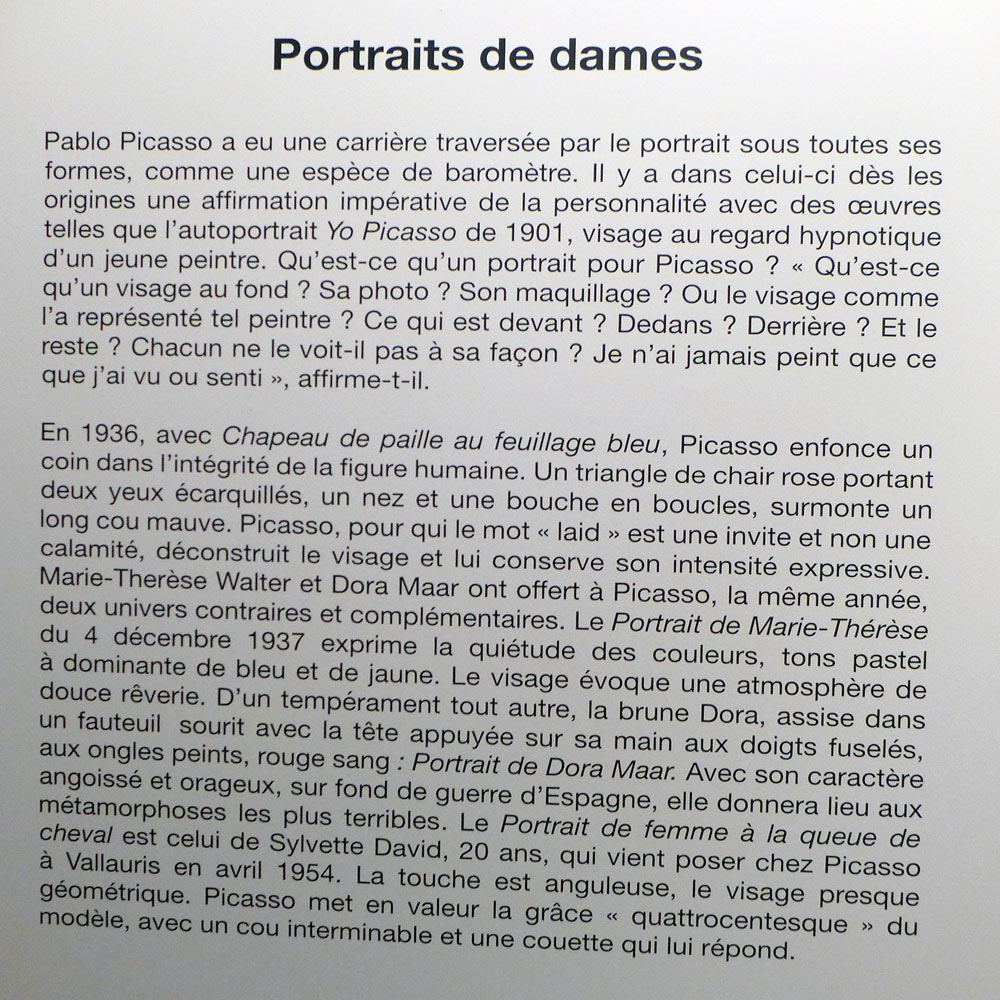 Portraits de dames
Pablo Picasso a eu une carrière traversée par le portrait sous toutes ses
formes, comme une espèce de baromètre. Il y a dans celui-ci dès les
origines une affirmation impérative de la personnalité avec des œuvres
telles que l'autoportrait Yo Picasso de 1901, visage au regard hypnotique
d'un jeune peintre. Qu'est-ce qu'un portrait pour Picasso ? « Qu'est-ce
qu'un visage au fond ? Sa photo ? Son maquillage ? Ou le visage comme
l'a représenté tel peintre ? Ce qui est devant ? Dedans ? Derrière ? Et le
reste ? Chacun ne le voit-il pas à sa façon ? Je n'ai jamais peint que ce
que j'ai vu ou senti », affirme-t-il.
En 1936, avec Chapeau de paille au feuillage bleu, Picasso enfonce un
coin dans l'intégrité de la figure humaine. Un triangle de chair rose portant
deux yeux écarquillés, un nez et une bouche en boucles, surmonte un
long cou mauve. Picasso, pour qui le mot « laid » est une invite et non une
calamité, déconstruit le visage et lui conserve son intensité expressive.
Marie-Therèse Walter et Dora Maar ont offert à Picasso, la même année,
deux univers contraires et complémentaires. Le Portrait de Marie-Thérèse
du 4 décembre 1937 exprime la quiétude des couleurs, tons pastel
à dominante de bleu et de jaune. Le visage évoque une atmosphère de
douce rêverie. D'un tempérament tout autre, la brune Dora, assise dans
un fauteuil sourit avec la tête appuyée sur sa main aux doigts fuselés,
aux ongles peints, rouge sang : Portrait de Dora Maar. Avec son caractère
angoissé et orageux, sur fond de guerre d'Espagne, elle donnera lieu aux
métamorphoses les plus terribles. Le Portrait de femme à la queue de
cheval est celui de Sylvette David, 20 ans, qui vient poser chez Picasso
à Vallauris en avril 1954. La touche est anguleuse, le visage presque
géométrique. Picasso met en valeur la grâce « quattrocentesque » du
modèle, avec un cou interminable et une couette qui lui répond.